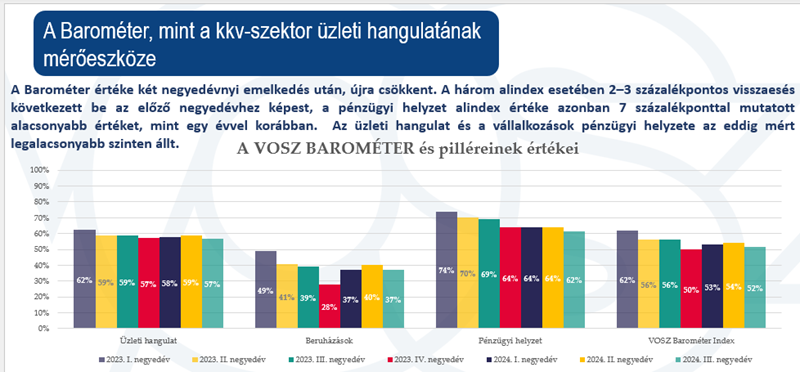 A Barométer, mint a kkv-szektor üzleti hangulatának
mérőeszköze
A Barométer értéke két negyedévnyi emelkedés után, újra csökkent. A három alindex esetében 2–3 százalékpontos visszaesés
következett be az előző negyedévhez képest, a pénzügyi helyzet alindex értéke azonban 7 százalékponttal mutatott
alacsonyabb értéket, mint egy évvel korábban. Az üzleti hangulat és a vállalkozások pénzügyi helyzete az eddig mért
legalacsonyabb szinten állt.
A VOSZ BAROMÉTER és pilléreinek értékei
100%
90%
80%
70%
60%
50%
40%
30%
20%
10%
0%
62% 59% 59% 57% 58% 59% 57%
49% 41% 39% 28% 37% 40% 37%
74% 70% 69% 64% 64% 64% 62%
62% 56% 56% 50% 53% 54% 52%
Üzleti hangulat Beruházások Pénzügyi helyzet VOSZ Barométer Index
2023. I. negyedév 2023. II. negyedév 2023. III. negyedév 2023. IV. negyedév 2024. I. negyedév 2024. II. negyedév 2024. III. negyedév